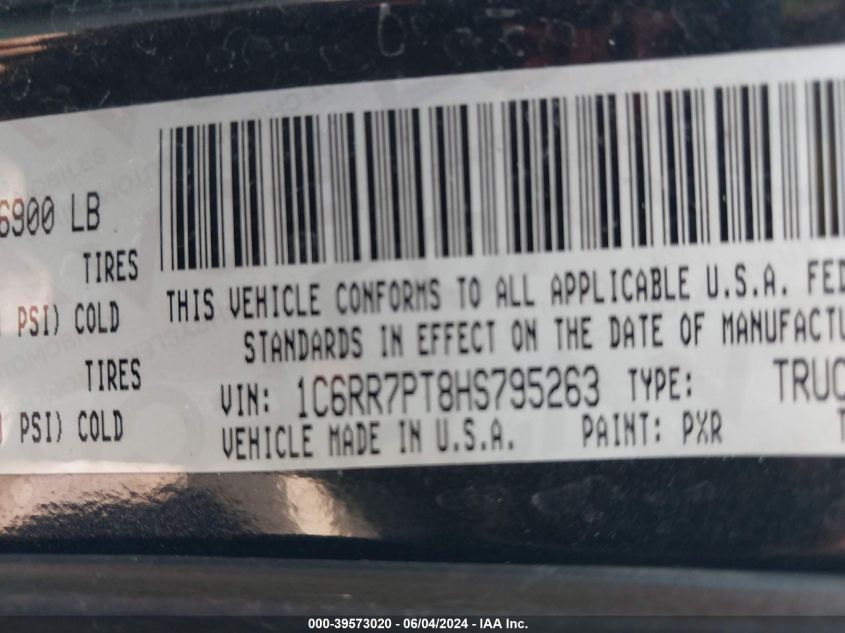 6900 LB
TIRES
PSI) COLD
TIRES
PSI) COLD
THIS VEHICLE CONFORMS TO ALL APPLICABLE U.S.A. FED
STANDARDS IN EFFECT ON THE DATE OF MANUFACTU
VIN: 1C6RR7PT8HS795263 TYPE: TRUC
VEHICLE MADE IN U.S.A. PAINT: PXR T
000-39573020 - 06/04/2024 - IAA Inc.